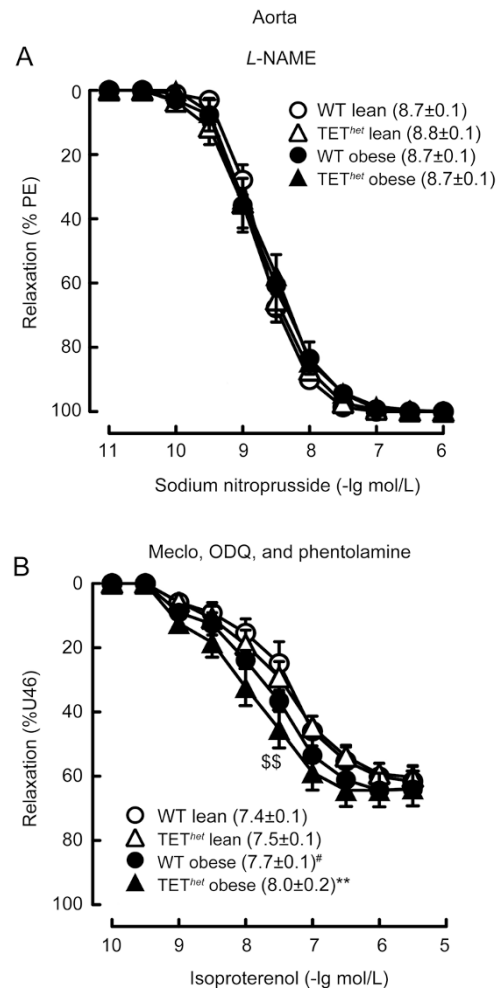 Aorta
A
L-NAME
0
20
40
60
80
100
Relaxation (% PE)
WT lean (8.7±0.1)
TETʰᵉᵗ lean (8.8±0.1)
WT obese (8.7±0.1)
TETʰᵉᵗ obese (8.7±0.1)
11 10 9 8 7 6
Sodium nitroprusside (-lg mol/L)
Meclo, ODQ, and phentolamine
B
0
20
40
60
80
100
Relaxation (%U46)
$$
WT lean (7.4±0.1)
TETʰᵉᵗ lean (7.5±0.1)
WT obese (7.7±0.1)#
TETʰᵉᵗ obese (8.0±0.2)**
10 9 8 7 6 5
Isoproterenol (-lg mol/L)